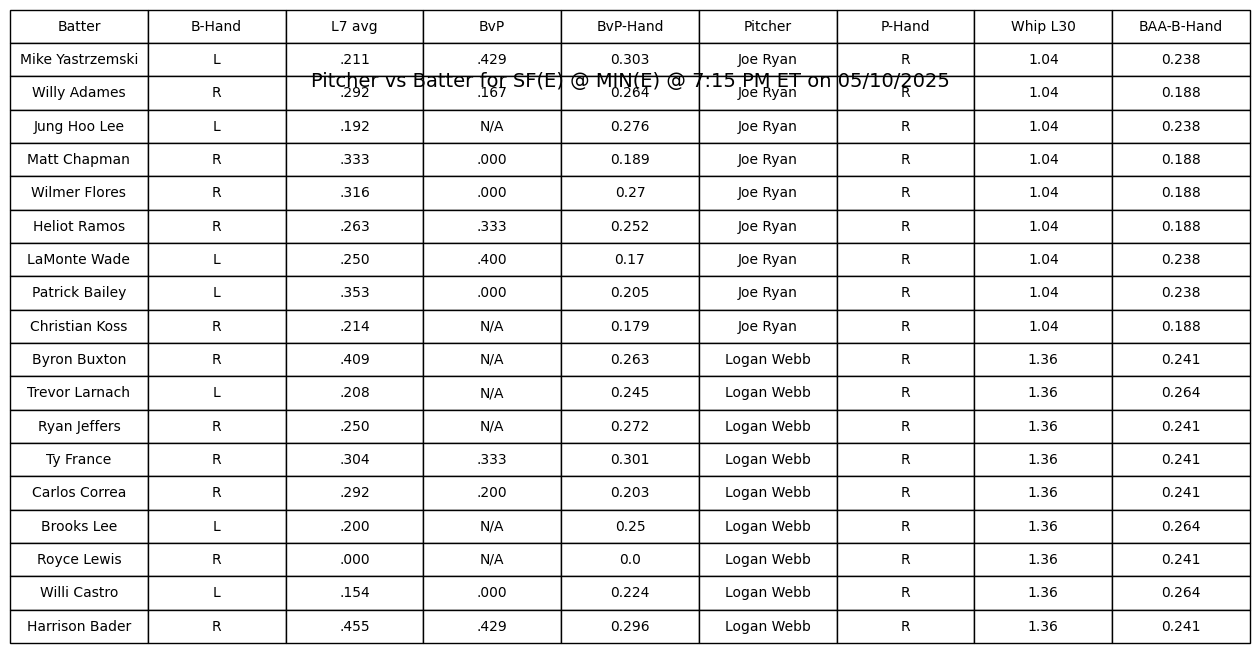 Batter B-Hand L7 avg BvP BvP-Hand Pitcher P-Hand Whip L30 BAA-B-Hand
Mike Yastrzemski L .211 .429 0.303 Joe Ryan R 1.04 0.238
Pitcher vs Batter for SF(E) @ MIN(E) @ 7:15 PM ET on 05/10/2025
Willy Adames R .292 .167 0.264 Joe Ryan R 1.04 0.188
Jung Hoo Lee L .192 N/A 0.276 Joe Ryan R 1.04 0.238
Matt Chapman R .333 .000 0.189 Joe Ryan R 1.04 0.188
Wilmer Flores R .316 .000 0.27 Joe Ryan R 1.04 0.188
Heliot Ramos R .263 .333 0.252 Joe Ryan R 1.04 0.188
LaMonte Wade L .250 .400 0.17 Joe Ryan R 1.04 0.238
Patrick Bailey L .353 .000 0.205 Joe Ryan R 1.04 0.238
Christian Koss R .214 N/A 0.179 Joe Ryan R 1.04 0.188
Byron Buxton R .409 N/A 0.263 Logan Webb R 1.36 0.241
Trevor Larnach L .208 N/A 0.245 Logan Webb R 1.36 0.264
Ryan Jeffers R .250 N/A 0.272 Logan Webb R 1.36 0.241
Ty France R .304 .333 0.301 Logan Webb R 1.36 0.241
Carlos Correa R .292 .200 0.203 Logan Webb R 1.36 0.241
Brooks Lee L .200 N/A 0.25 Logan Webb R 1.36 0.264
Royce Lewis R .000 N/A 0.0 Logan Webb R 1.36 0.241
Willi Castro L .154 .000 0.224 Logan Webb R 1.36 0.264
Harrison Bader R .455 .429 0.296 Logan Webb R 1.36 0.241